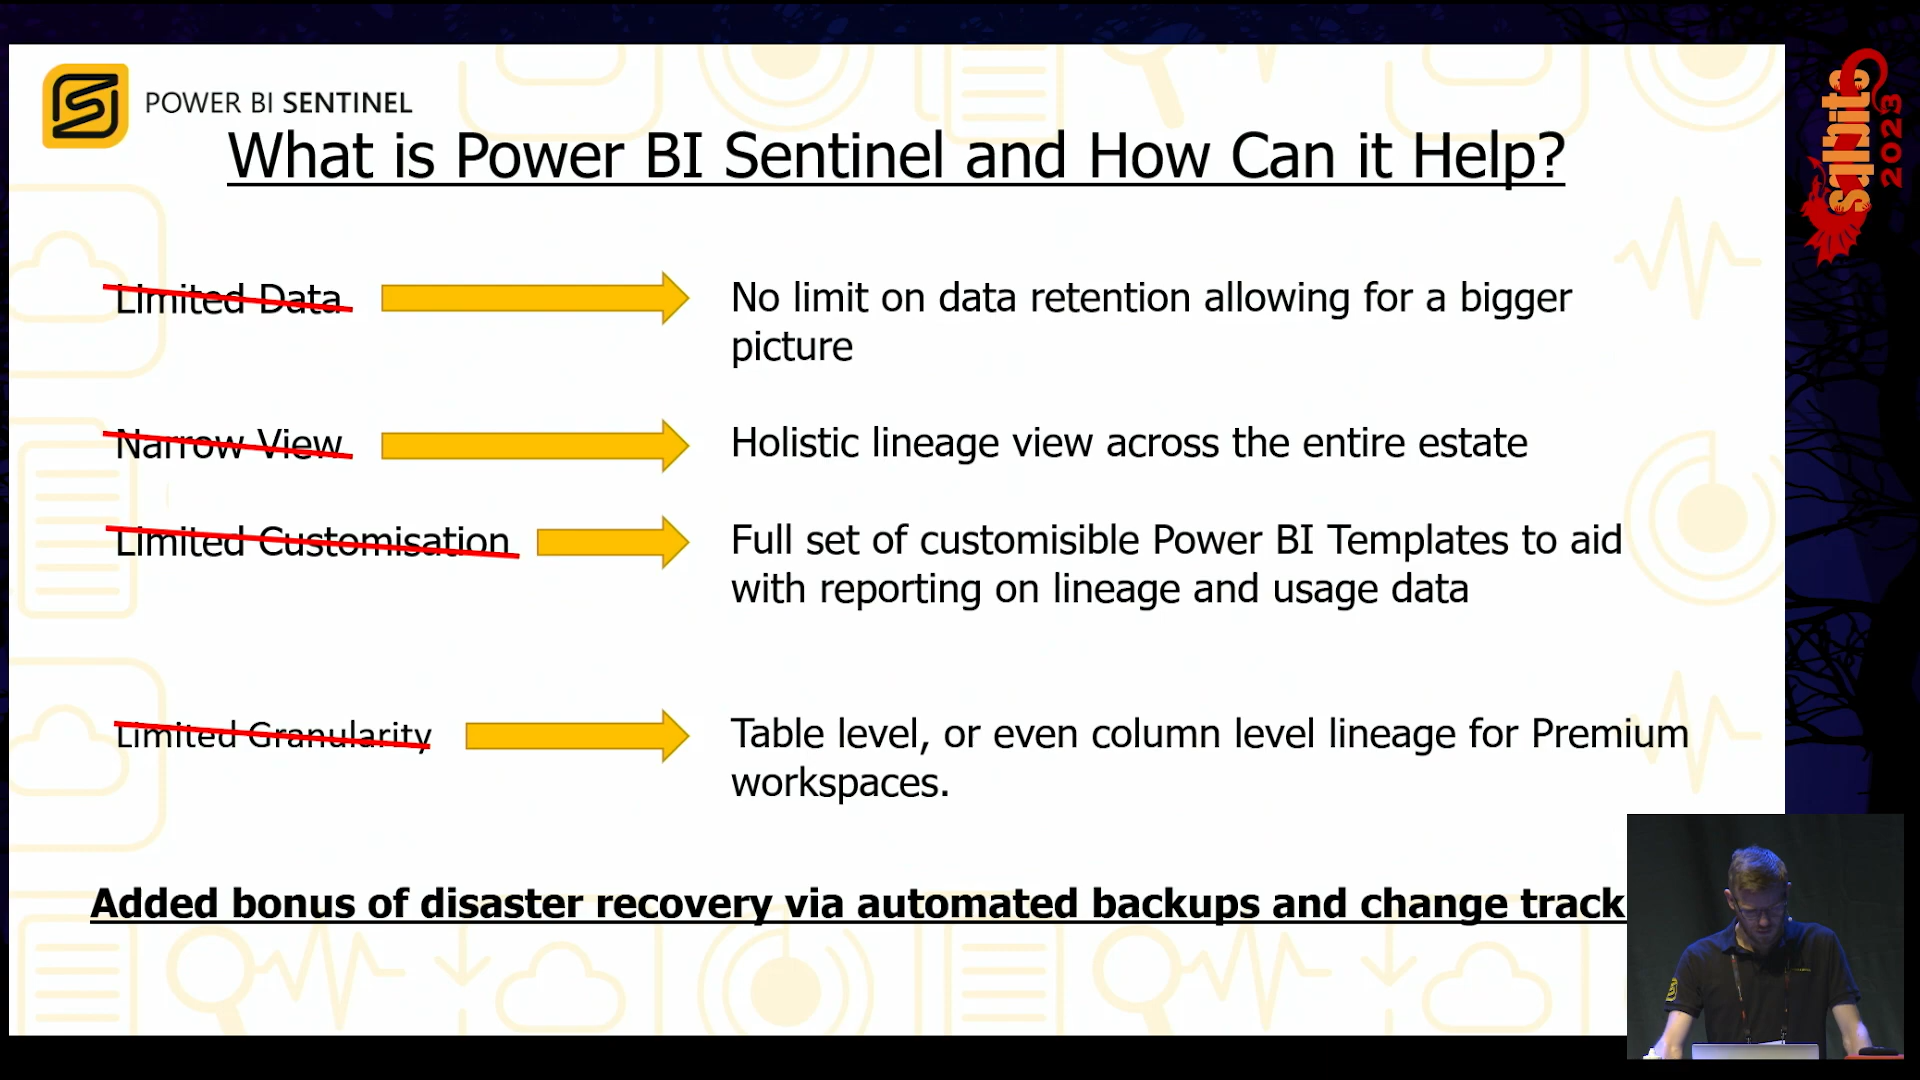 POWER BI SENTINEL
What is Power BI Sentinel and How Can it Help?
Limited Data
No limit on data retention allowing for a bigger
picture
Narrow View
Holistic lineage view across the entire estate
Limited Customisation
Full set of customisible Power BI Templates to aid
with reporting on lineage and usage data
Limited Granularity
Table level, or even column level lineage for Premium
workspaces.
Added bonus of disaster recovery via automated backups and change track
sqlbits
2023